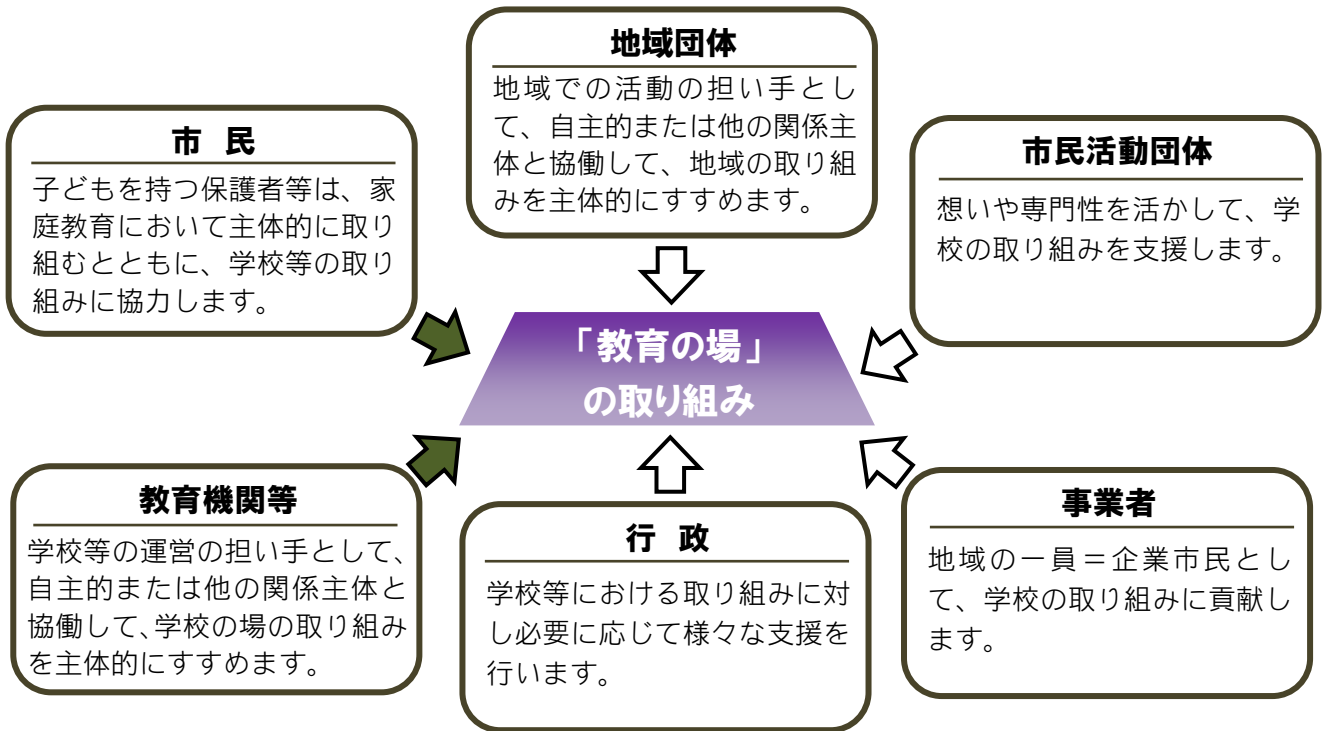 地域団体
地域での活動の担い手とし
て、自主的または他の関係主
体と協働して、地域の取り組
みを主体的にすすめます。
市 民
子どもを持つ保護者等は、家
庭教育において主体的に取り
組むとともに、学校等の取り
組みに協力します。
市民活動団体
想いや専門性を活かして、学
校の取り組みを支援します。
「教育の場」
の取り組み
教育機関等
学校等の運営の担い手として、
自主的または他の関係主体と
協働して、学校の場の取り組み
を主体的にすすめます。
行 政
学校等における取り組みに対
し必要に応じて様々な支援を
行います。
事業者
地域の一員＝企業市民とし
て、学校の取り組みに貢献し
ます。